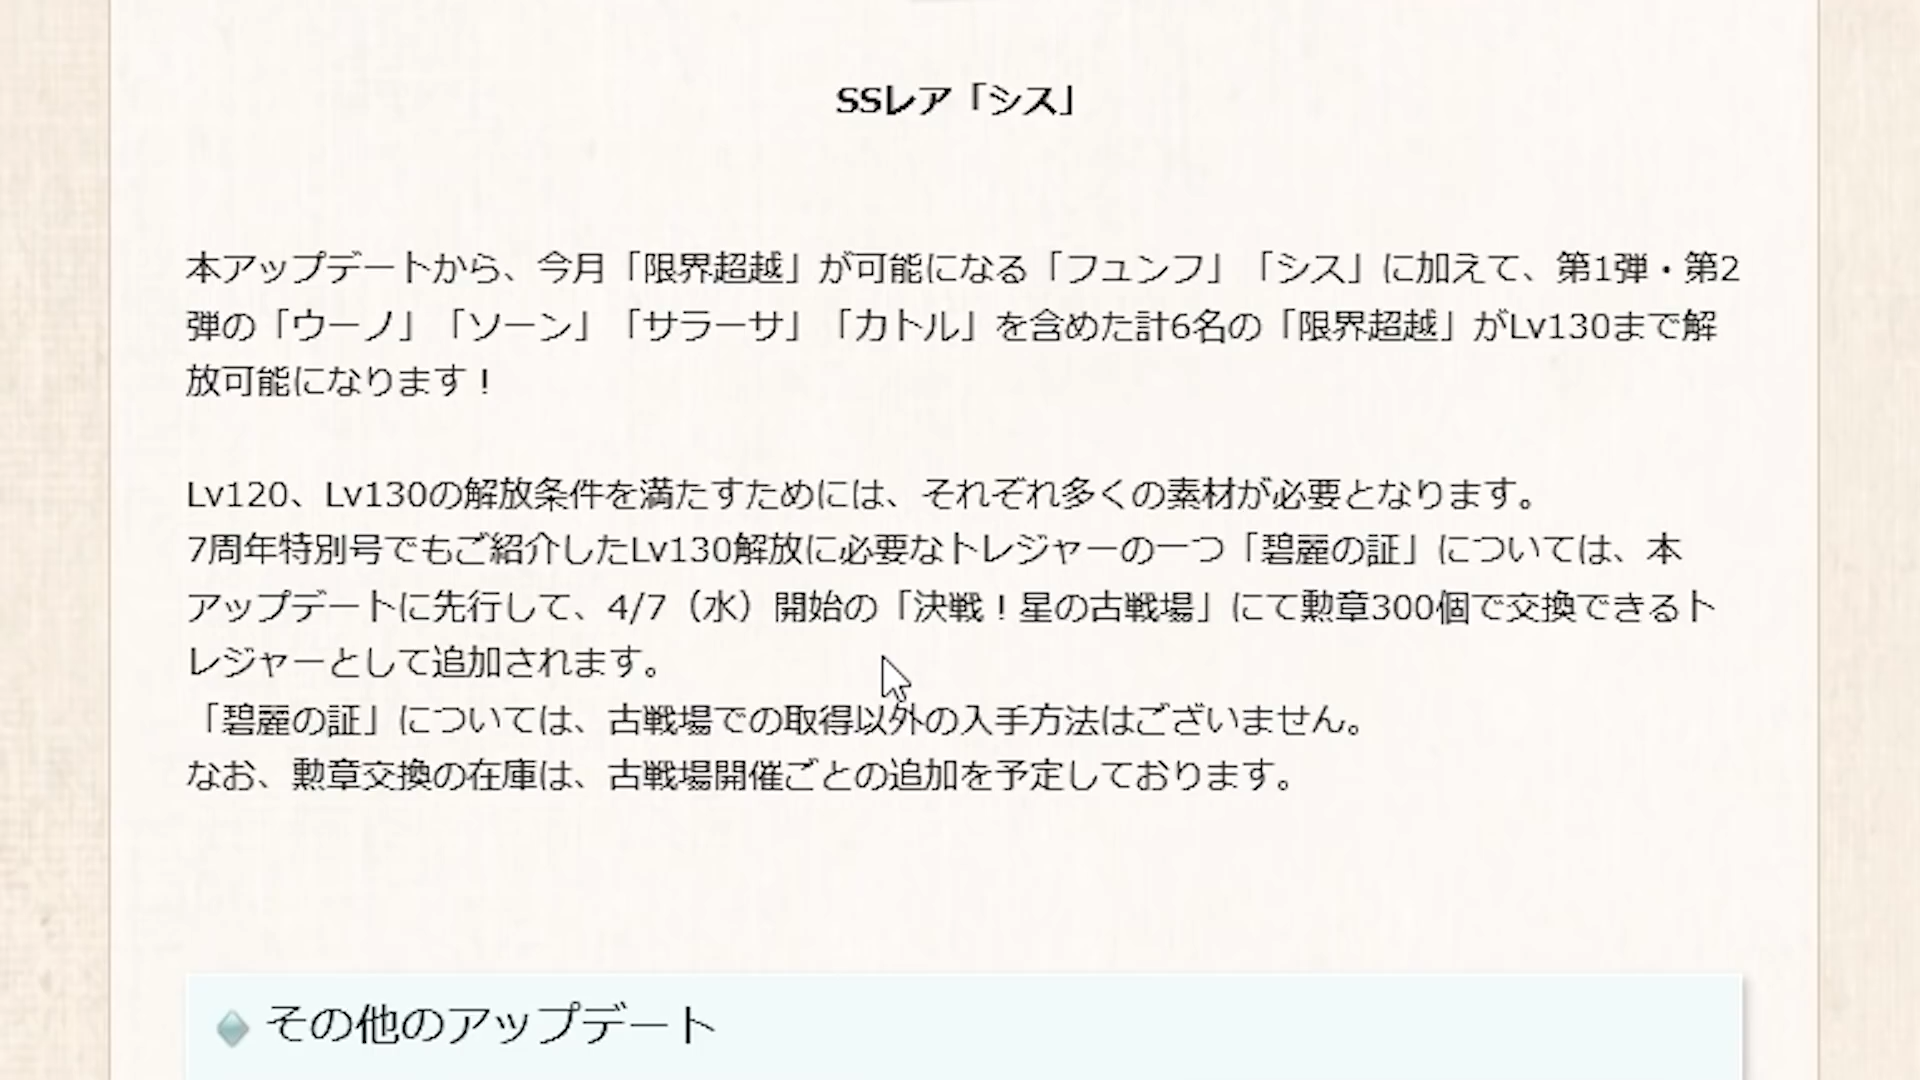 SSレア「シス」
本アップデートから、今月「限界超越」が可能になる「フュンフ」「シス」に加えて、第1弾・第2
弾の「ウーノ」「ソーン」「サラーサ」「カトル」を含めた計6名の「限界超越」がLv130まで解
放可能になります！
Lv120、Lv130の解放条件を満たすためには、それぞれ多くの素材が必要となります。
7周年特別号でもご紹介したLv130解放に必要なトレジャーの一つ「碧麗の証」については、本
アップデートに先行して、4/7（水）開始の「決戦！星の古戦場」にて勲章300個で交換できるト
レジャーとして追加されます。
「碧麗の証」については、古戦場での取得以外の入手方法はございません。
なお、勲章交換の在庫は、古戦場開催ごとの追加を予定しております。
その他のアップデート